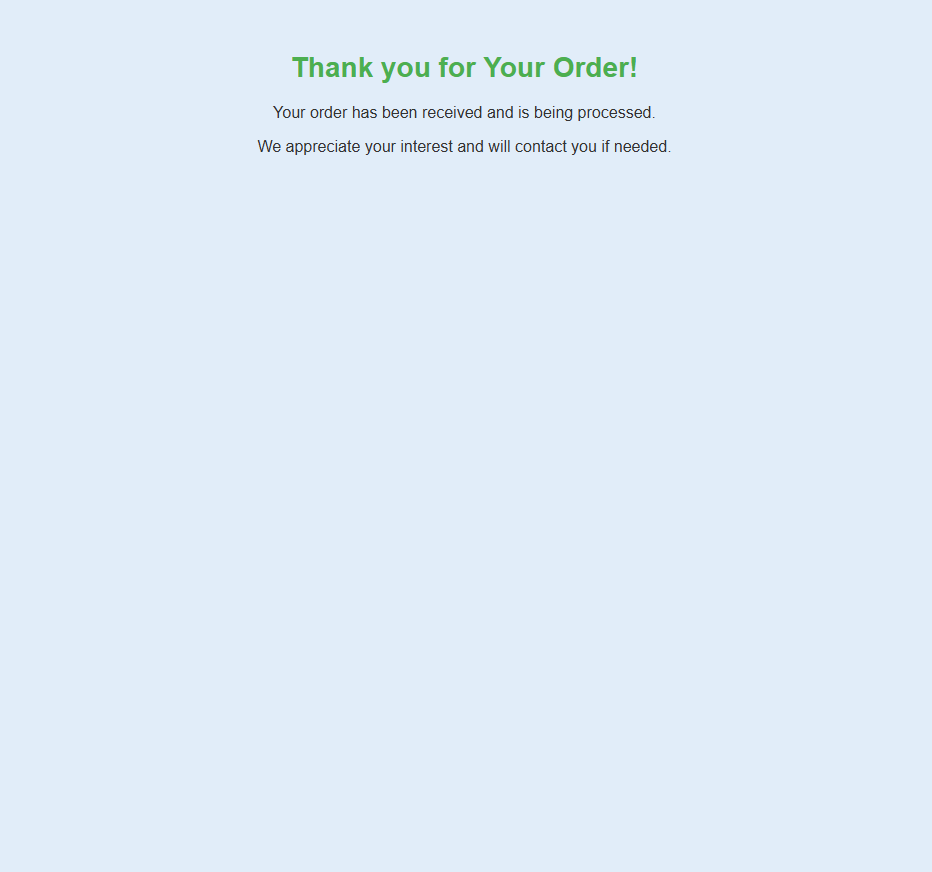 Thank you for Your Order!
Your order has been received and is being processed.
We appreciate your interest and will contact you if needed.